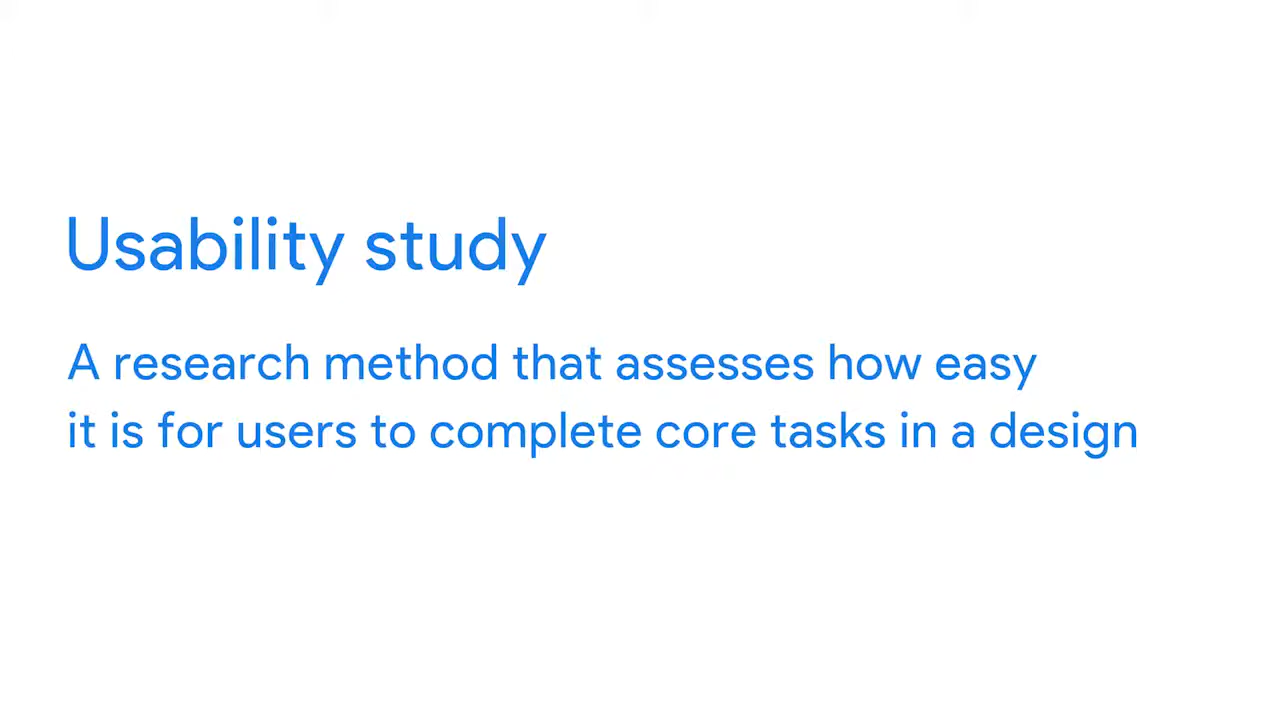 Usability study
A research method that assesses how easy
it is for users to complete core tasks in a design